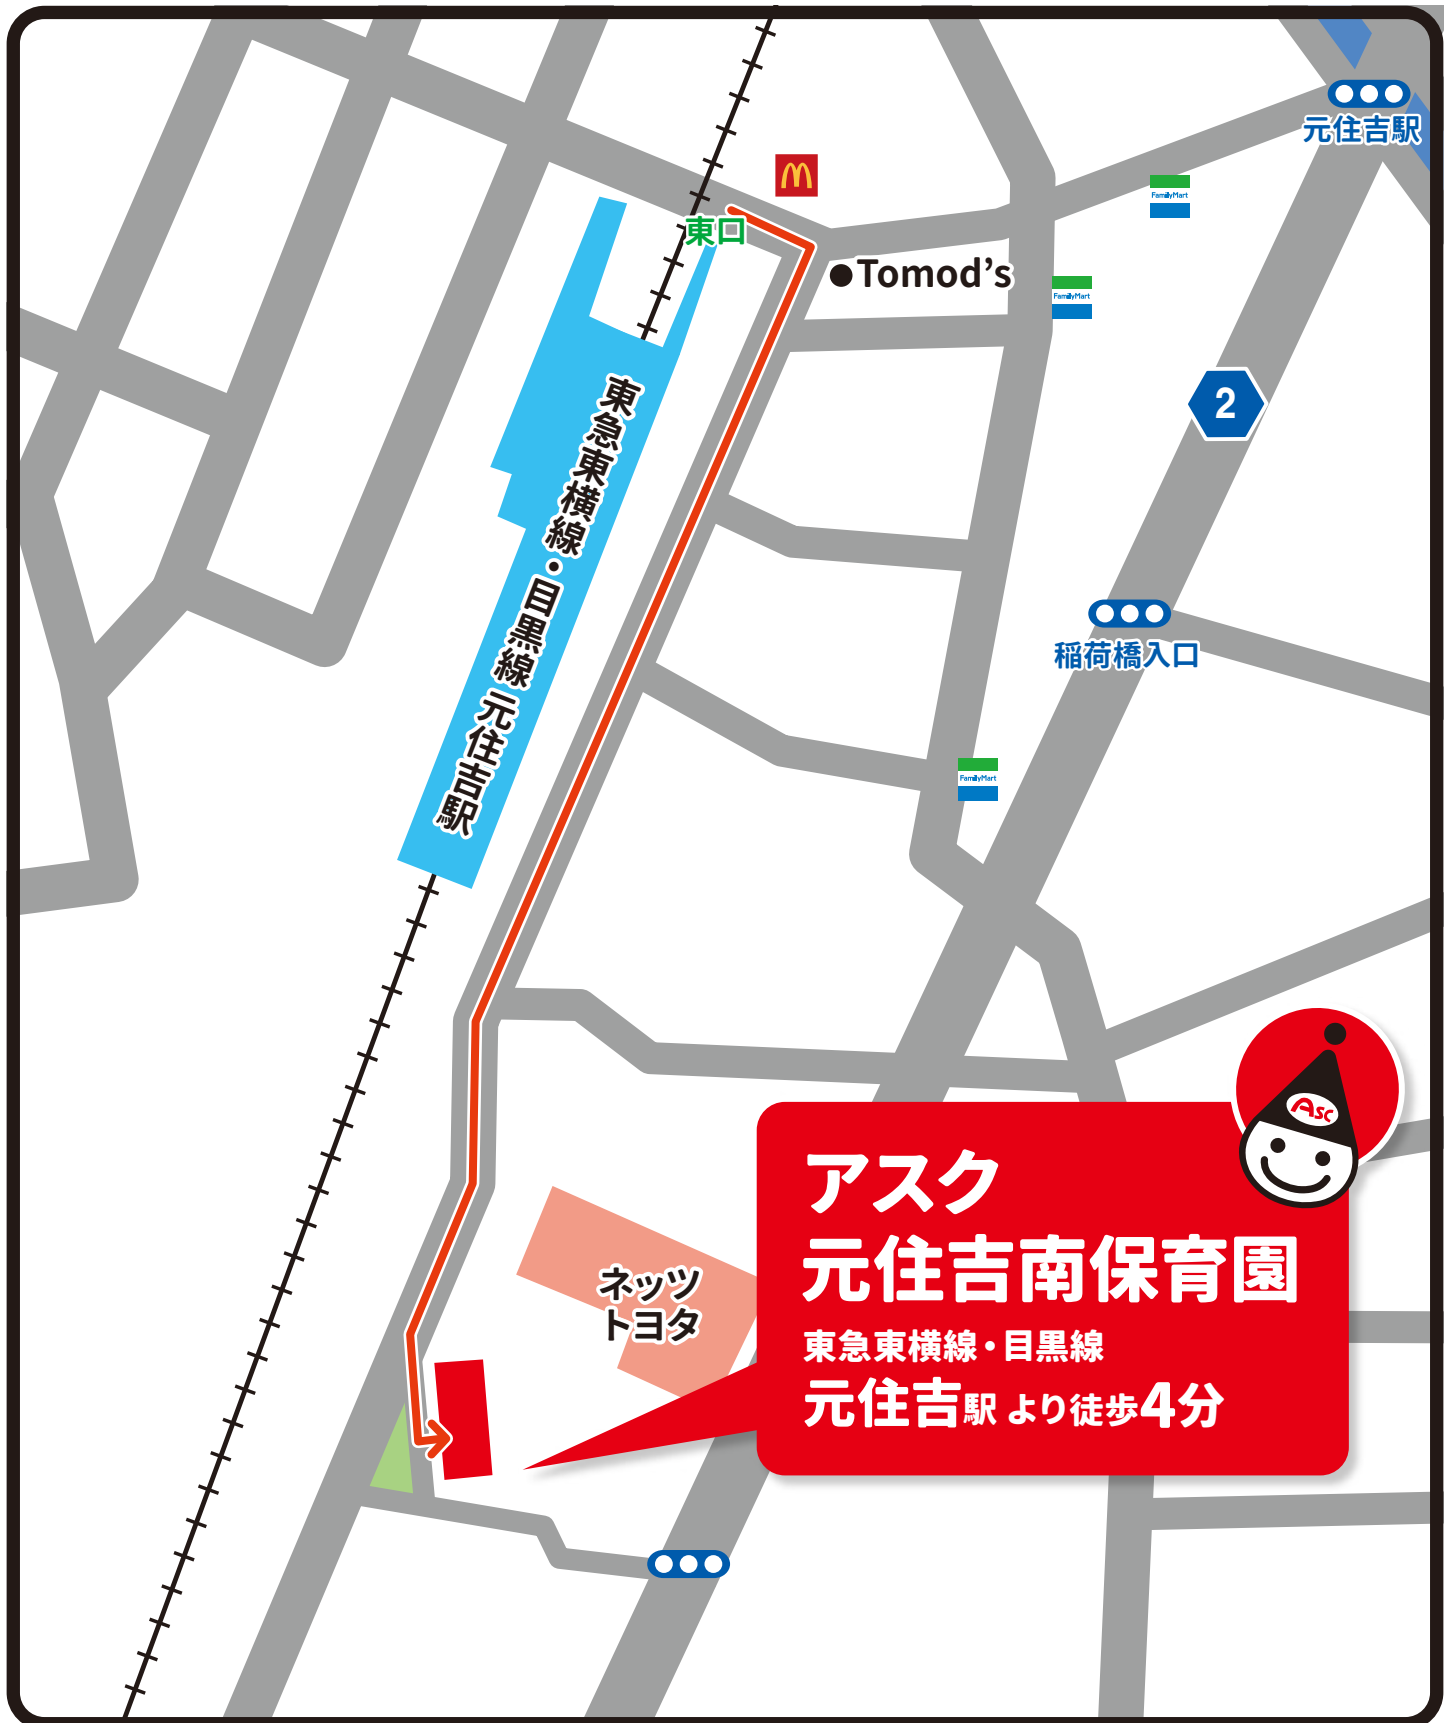 元住吉駅
FamilyMart
東口
Tomod's
FamilyMart
2
東急東横線・目黒線 元住吉駅
稲荷橋入口
FamilyMart
ASC
アスク
元住吉南保育園
東急東横線・目黒線
元住吉駅 より徒歩4分
ネッツ
トヨタ